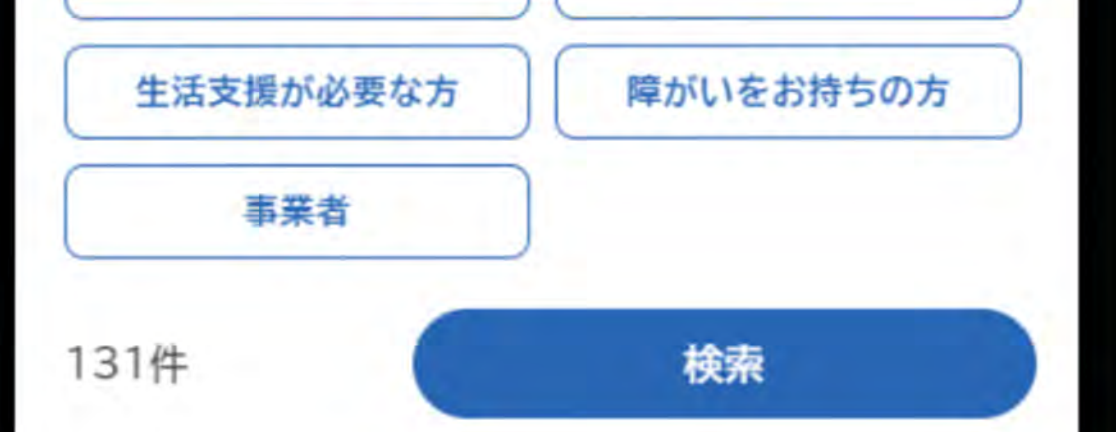 生活支援が必要な方
障がいをお持ちの方
事業者
131件
検索